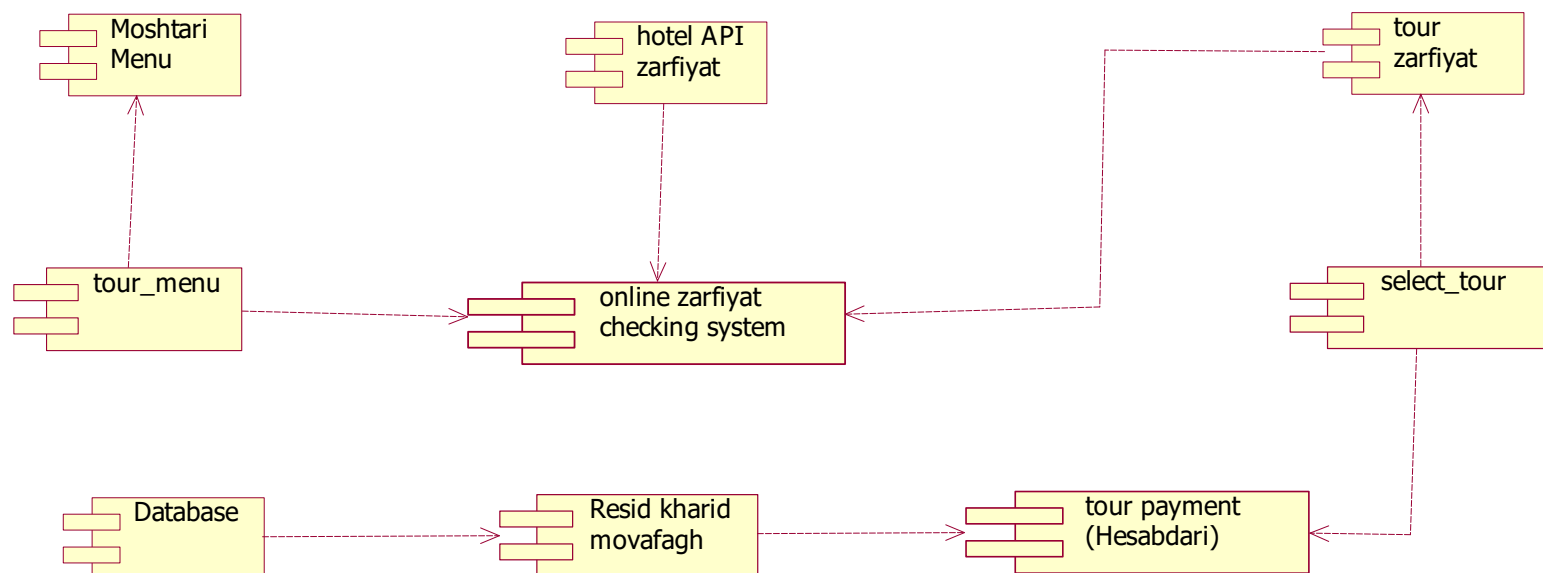 Moshtari
Menu
hotel API
zarfiyat
tour
zarfiyat
tour_menu
online zarfiyat
checking system
select_tour
Database
Resid kharid
movafagh
tour payment
(Hesabdari)